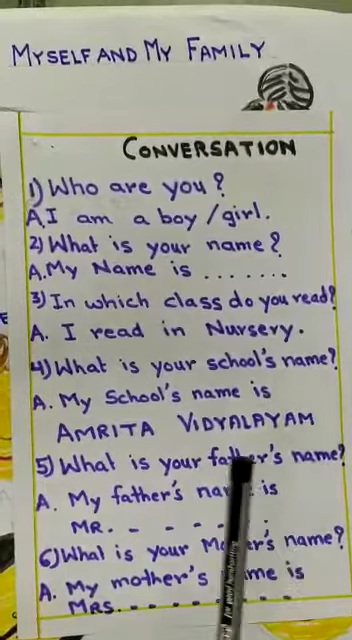 MYSELF AND MY FAMILY
CONVERSATION
1) Who are you?
A. I am a boy / girl.
2) What is your name?
A. My Name is .......
3) In which class do you read?
A. I read in Nursery.
4) What is your school's name?
A. My School's name is
AMRITA VIDYALAYAM
5) What is your father's name?
A. My father's name is
MR. - - - - - -
6) What is your Mother's name?
A. My mother's name is
MRS. - - - - - - -